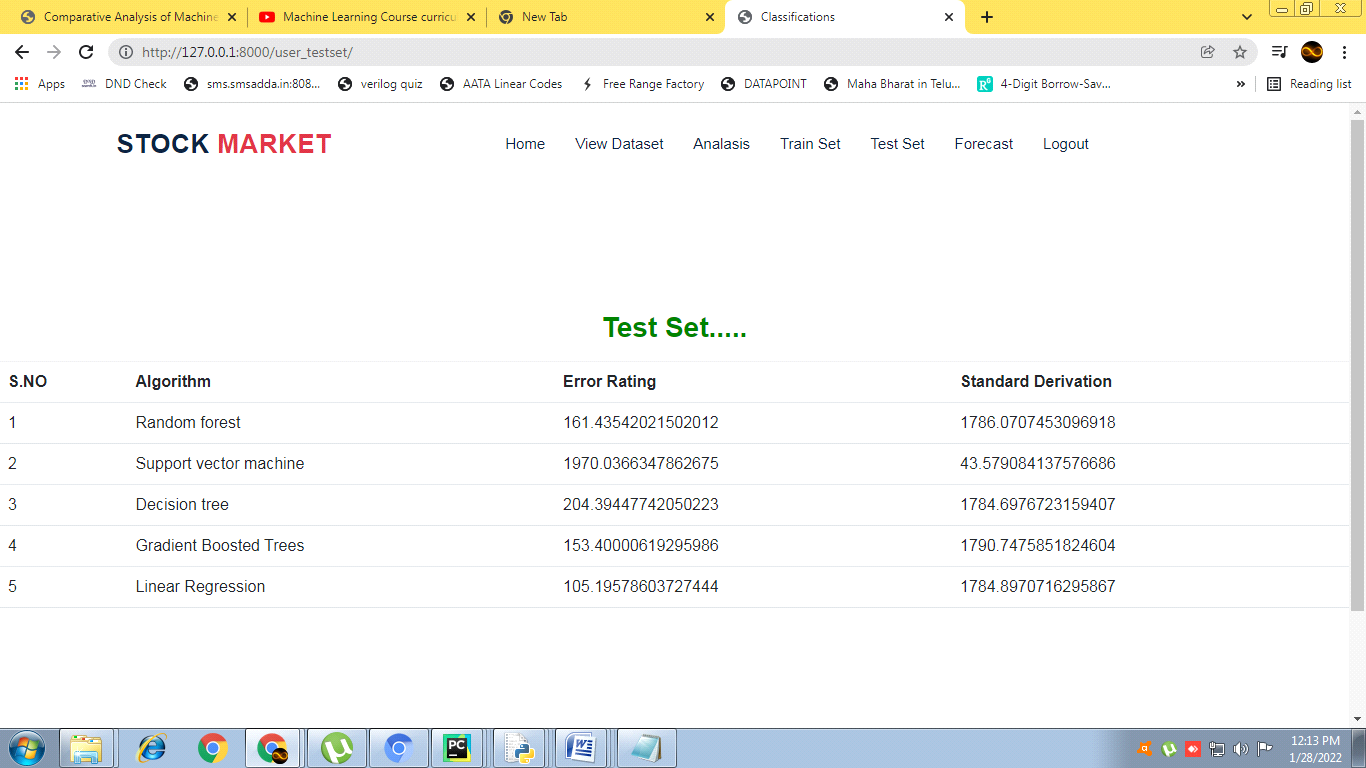 Comparative Analysis of Machine
Machine Learning Course curricu
New Tab
Classifications
http://127.0.0.1:8000/user_testset/
Apps
DND Check
sms.smsadda.in:808...
verilog quiz
AATA Linear Codes
Free Range Factory
DATAPOINT
Maha Bharat in Telu...
4-Digit Borrow-Sav...
»
Reading list
STOCK MARKET
Home
View Dataset
Analasis
Train Set
Test Set
Forecast
Logout
Test Set.....
S.NO Algorithm Error Rating Standard Derivation
1 Random forest 161.43542021502012 1786.0707453096918
2 Support vector machine 1970.0366347862675 43.579084137576686
3 Decision tree 204.39447742050223 1784.6976723159407
4 Gradient Boosted Trees 153.40000619295986 1790.7475851824604
5 Linear Regression 105.19578603727444 1784.8970716295867
12:13 PM
1/28/2022